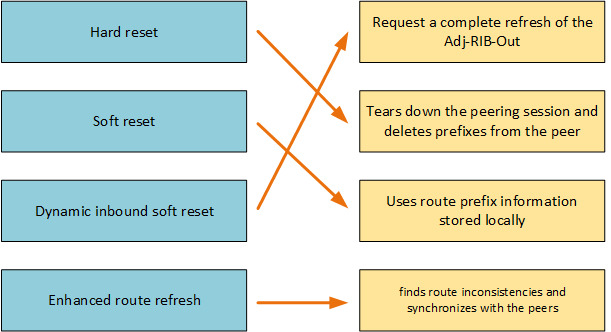 Hard reset
Request a complete refresh of the
Adj-RIB-Out
Soft reset
Tears down the peering session and
deletes prefixes from the peer
Dynamic inbound soft reset
Uses route prefix information
stored locally
Enhanced route refresh
finds route inconsistencies and
synchronizes with the peers